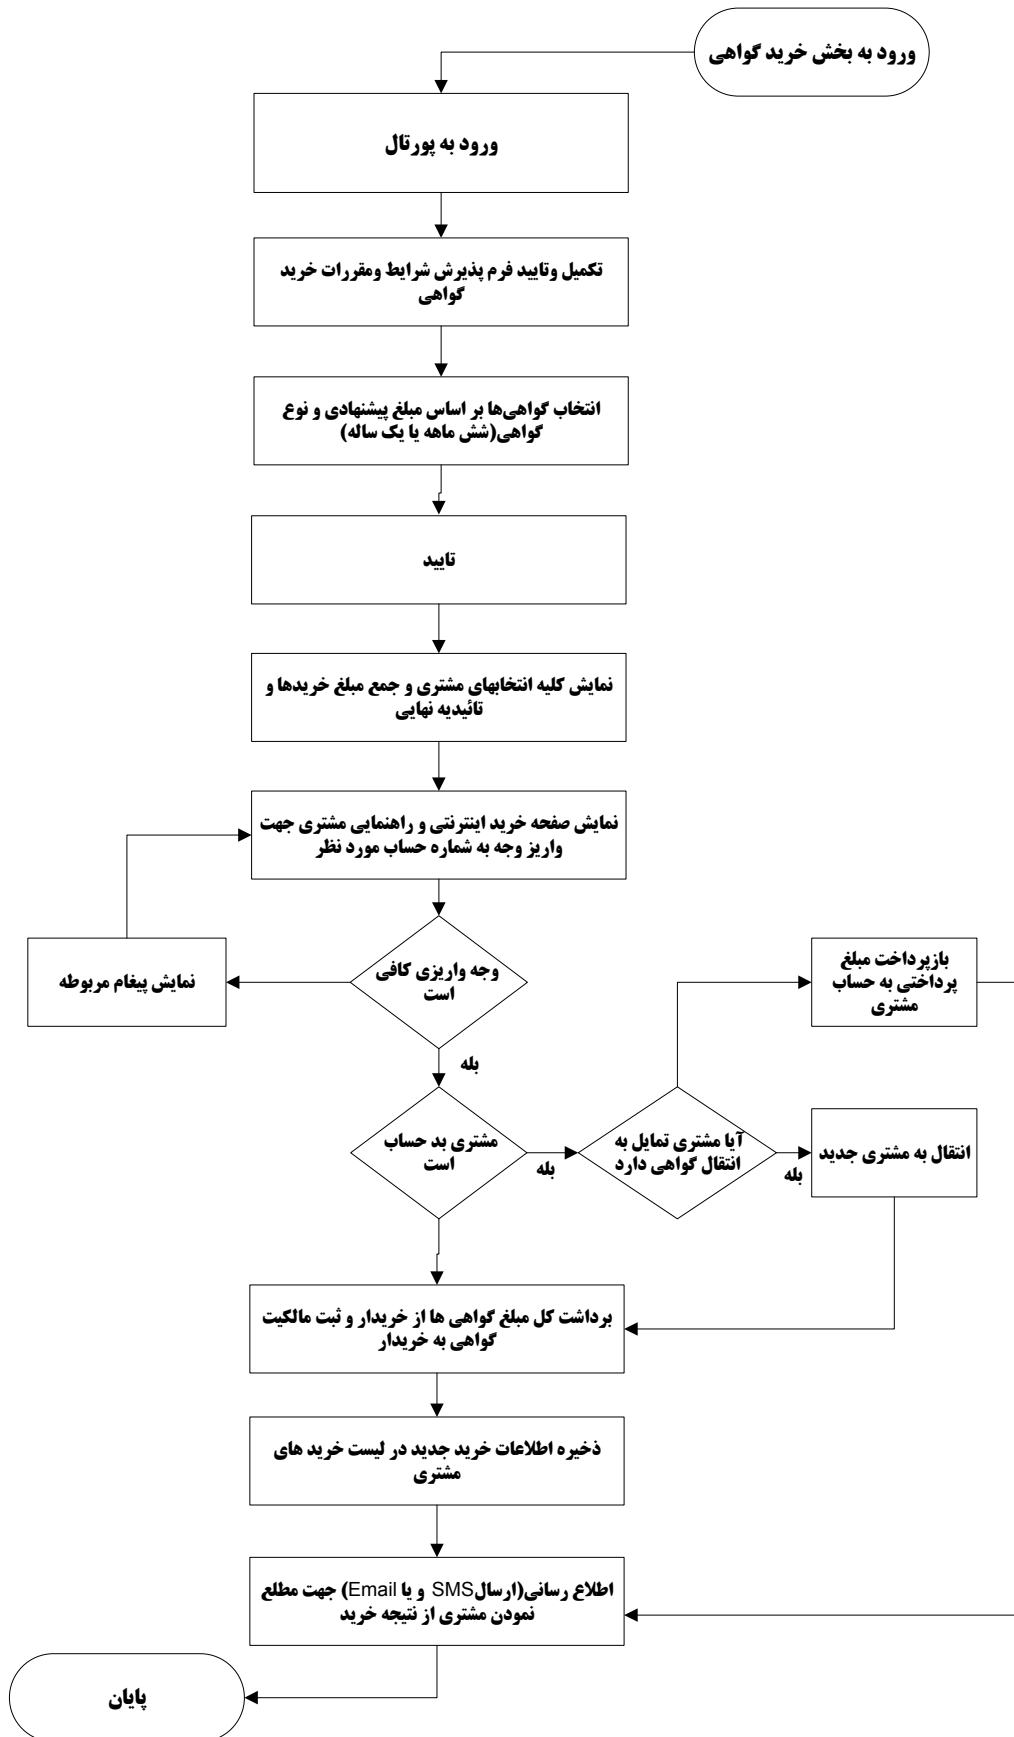 ورود به بخش خرید گواهی
ورود به پورتال
تکمیل وتایید فرم پذیرش شرایط ومقررات خرید
گواهی
انتخاب گواهی‌ها بر اساس مبلغ پیشنهادی و نوع
گواهی(شش ماهه یا یک ساله)
تایید
نمایش کلیه انتخابهای مشتری و جمع مبلغ خریدها و
تائیدیه نهایی
نمایش صفحه خرید اینترنتی و راهنمایی مشتری جهت
واریز وجه به شماره حساب مورد نظر
وجه واریزی کافی
است
نمایش پیغام مربوطه
بازپرداخت مبلغ
پرداختی به حساب
مشتری
بله
مشتری بد حساب
است
بله
آیا مشتری تمایل به
انتقال گواهی دارد
بله
انتقال به مشتری جدید
برداشت کل مبلغ گواهی ها از خریدار و ثبت مالکیت
گواهی به خریدار
ذخیره اطلاعات خرید جدید در لیست خرید های
مشتری
اطلاع رسانی(ارسالSMS و یا Email) جهت مطلع
نمودن مشتری از نتیجه خرید
پایان